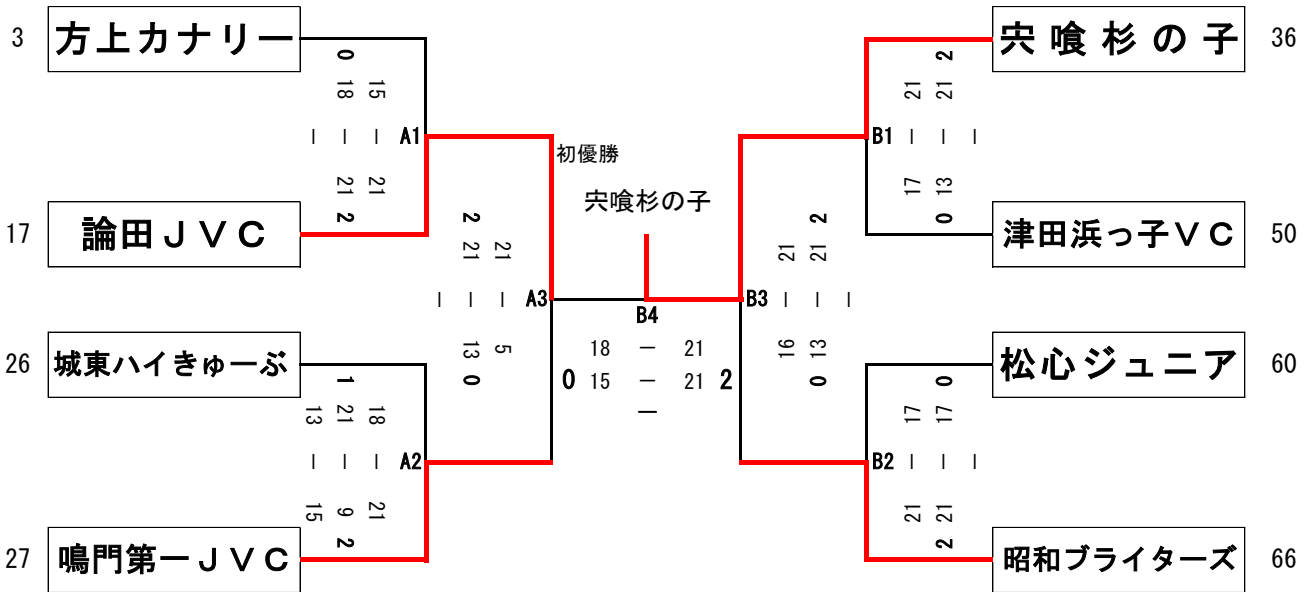 3 方上カナリー
0
18 15
－ － － A1
21 21
2
17 論田ＪＶＣ
26 城東ハイきゅーぶ
1
13 21 18
－ － － A2
15 9 21
2
27 鳴門第一ＪＶＣ
2
21 21
－ － － A3
13 5
0
初優勝
宍喰杉の子
B4
18 － 21
0 15 － 21 2
－
2
21 21
B3 － － －
16 13
0
宍喰杉の子 36
2
21 21
B1 － － －
17 13
0
津田浜っ子ＶＣ 50
松心ジュニア 60
0
17 17
B2 － － －
21 21
2
昭和ブライターズ 66